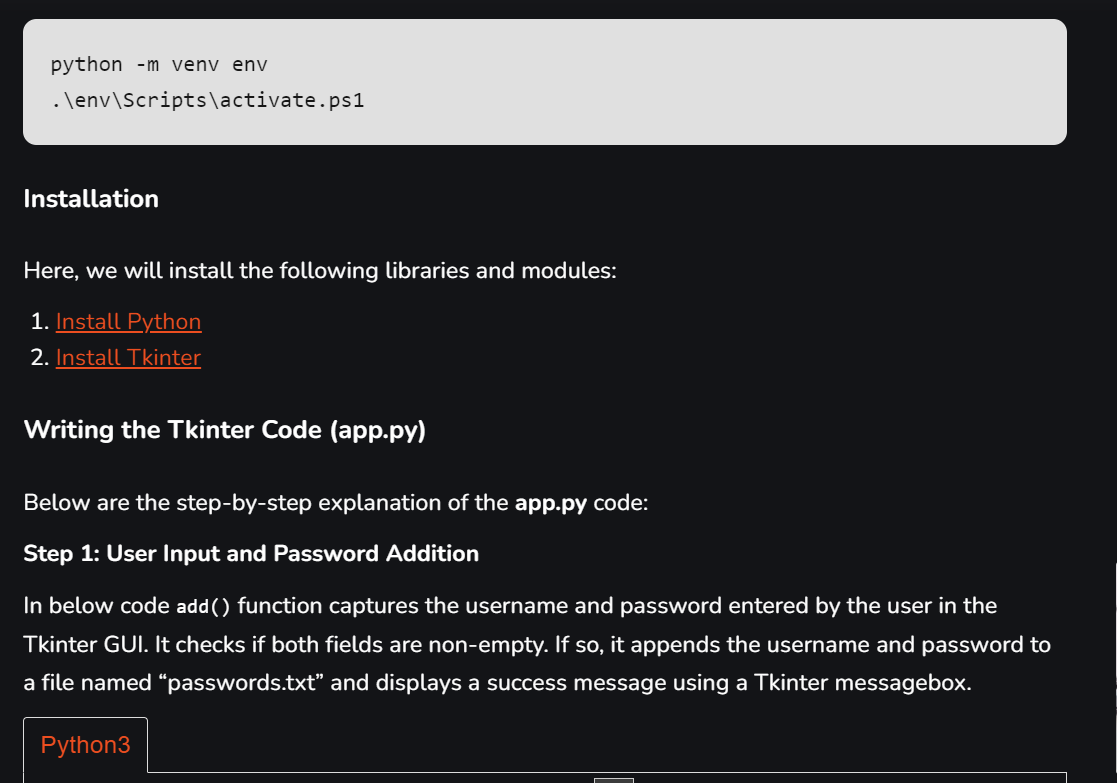 python -m venv env
.\env\Scripts\activate.ps1
Installation
Here, we will install the following libraries and modules:
1. Install Python
2. Install Tkinter
Writing the Tkinter Code (app.py)
Below are the step-by-step explanation of the app.py code:
Step 1: User Input and Password Addition
In below code add() function captures the username and password entered by the user in the
Tkinter GUI. It checks if both fields are non-empty. If so, it appends the username and password to
a file named “passwords.txt” and displays a success message using a Tkinter messagebox.
Python3